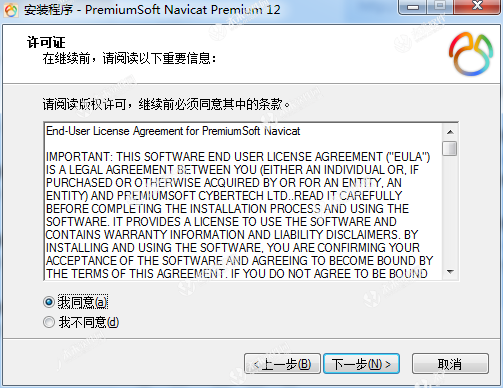 安装程序 - PremiumSoft Navicat Premium 12
许可证
在继续前，请阅读以下重要信息：
请阅读版权许可，继续前必须同意其中的条款。
End-User License Agreement for PremiumSoft Navicat
IMPORTANT: THIS SOFTWARE END USER LICENSE AGREEMENT ("EULA")
IS A LEGAL AGREEMENT BETWEEN YOU (EITHER AN INDIVIDUAL OR, IF
PURCHASED OR OTHERWISE ACQUIRED BY OR FOR AN ENTITY, AN
ENTITY) AND PREMIUMSOFT CYBERTECH LTD..READ IT CAREFULLY
BEFORE COMPLETING THE INSTALLATION PROCESS AND USING THE
SOFTWARE. IT PROVIDES A LICENSE TO USE THE SOFTWARE AND
CONTAINS WARRANTY INFORMATION AND LIABILITY DISCLAIMERS. BY
INSTALLING AND USING THE SOFTWARE, YOU ARE CONFIRMING YOUR
ACCEPTANCE OF THE SOFTWARE AND AGREEING TO BECOME BOUND BY
THE TERMS OF THIS AGREEMENT. IF YOU DO NOT AGREE TO BE BOUND
我同意(a)
我不同意(d)
<上一步(B) 下一步(N)> 取消